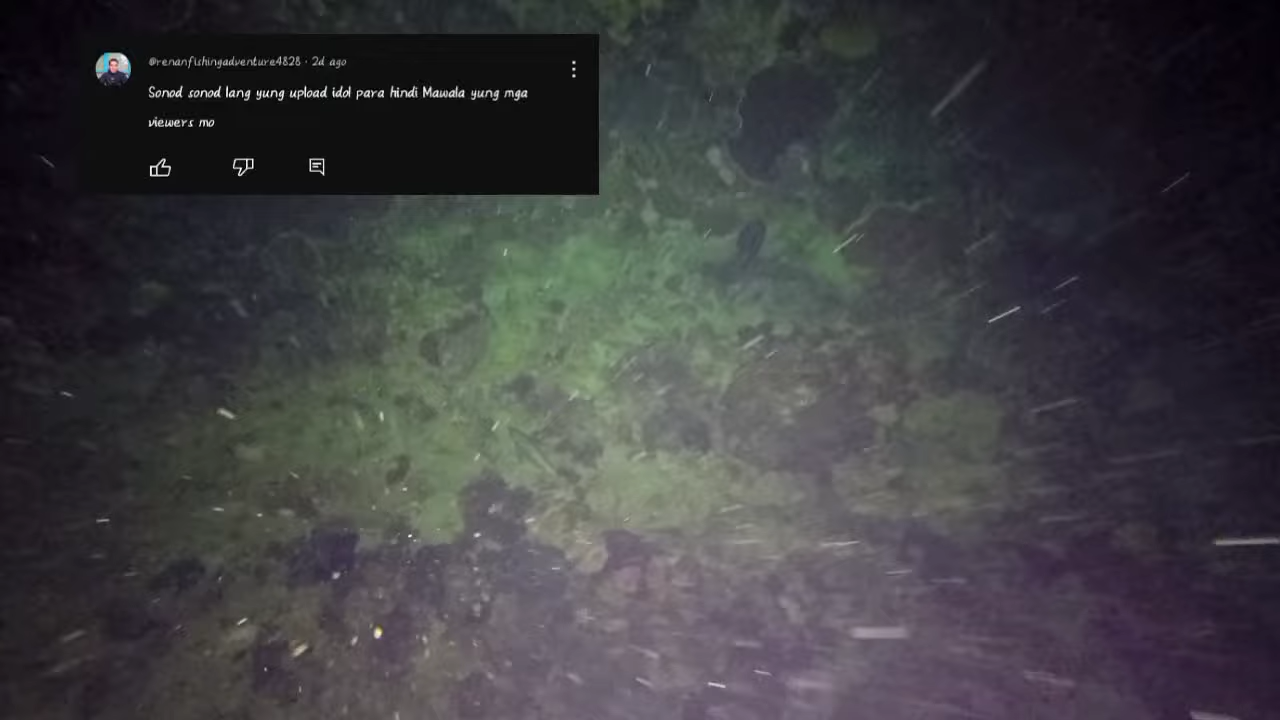 @renanfishingadventure4828 · 2d ago
Sonod sonod lang yung upload idol para hindi Mawala yung mga
viewers mo